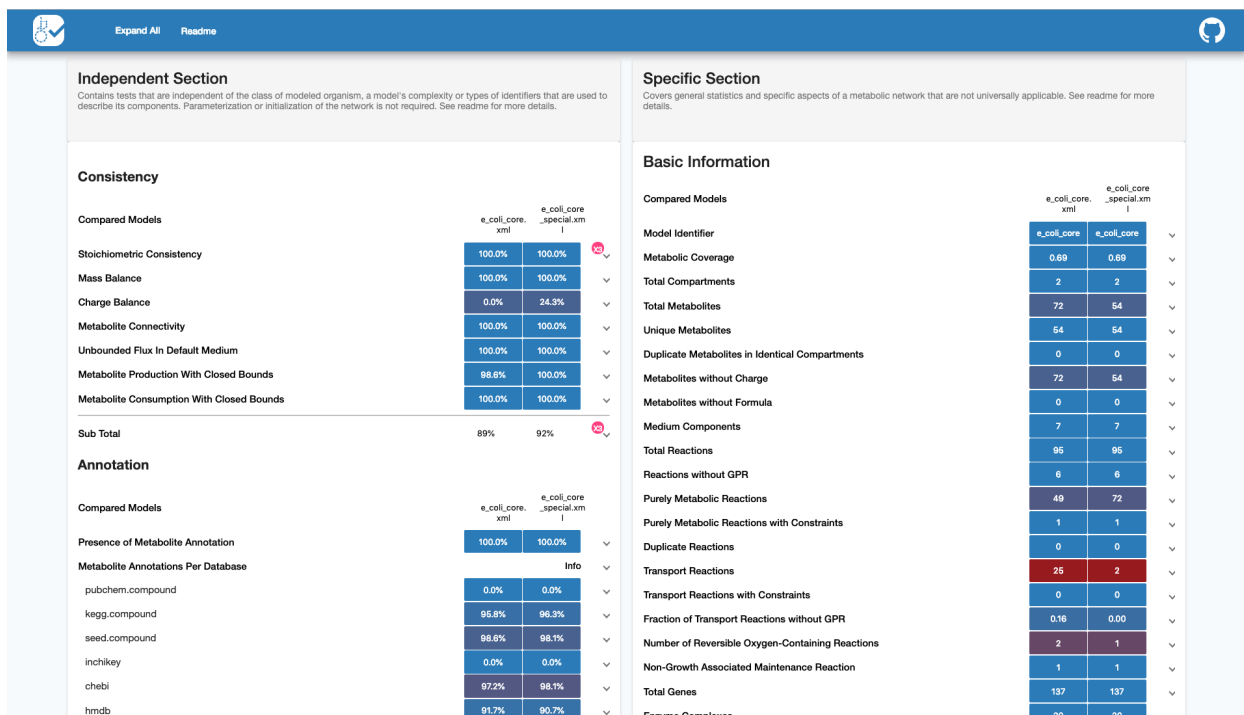 Expand All Readme
Independent Section
Contains tests that are independent of the class of modeled organism, a model's complexity or types of identifiers that are used to
describe its components. Parameterization or initialization of the network is not required. See readme for more details.
Consistency
Compared Models
e_coli_core.
xml
e_coli_core
_special.xm
l
Stoichiometric Consistency 100.0% 100.0% X3
Mass Balance 100.0% 100.0%
Charge Balance 0.0% 24.3%
Metabolite Connectivity 100.0% 100.0%
Unbounded Flux In Default Medium 100.0% 100.0%
Metabolite Production With Closed Bounds 98.6% 100.0%
Metabolite Consumption With Closed Bounds 100.0% 100.0%
Sub Total 89% 92% X3
Annotation
Compared Models
e_coli_core.
xml
e_coli_core
_special.xm
l
Presence of Metabolite Annotation 100.0% 100.0%
Metabolite Annotations Per Database Info
pubchem.compound 0.0% 0.0%
kegg.compound 95.8% 96.3%
seed.compound 98.6% 98.1%
inchikey 0.0% 0.0%
chebi 97.2% 98.1%
hmdb 91.7% 90.7%
Specific Section
Covers general statistics and specific aspects of a metabolic network that are not universally applicable. See readme for more
details.
Basic Information
Compared Models
e_coli_core.
xml
e_coli_core
_special.xm
l
Model Identifier e_coli_core e_coli_core
Metabolic Coverage 0.69 0.69
Total Compartments 2 2
Total Metabolites 72 54
Unique Metabolites 54 54
Duplicate Metabolites in Identical Compartments 0 0
Metabolites without Charge 72 54
Metabolites without Formula 0 0
Medium Components 7 7
Total Reactions 95 95
Reactions without GPR 6 6
Purely Metabolic Reactions 49 72
Purely Metabolic Reactions with Constraints 1 1
Duplicate Reactions 0 0
Transport Reactions 25 2
Transport Reactions with Constraints 0 0
Fraction of Transport Reactions without GPR 0.16 0.00
Number of Reversible Oxygen-Containing Reactions 2 1
Non-Growth Associated Maintenance Reaction 1 1
Total Genes 137 137
Enzyme Complexes